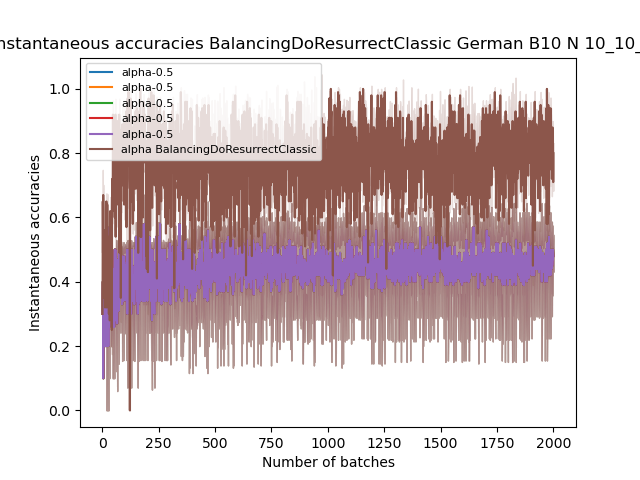 nstantaneous accuracies BalancingDoResurrectClassic German B10 N 10_10_
alpha-0.5
alpha-0.5
alpha-0.5
alpha-0.5
alpha-0.5
alpha BalancingDoResurrectClassic
1.0
0.8
0.6
0.4
0.2
0.0
Instantaneous accuracies
0 250 500 750 1000 1250 1500 1750 2000
Number of batches